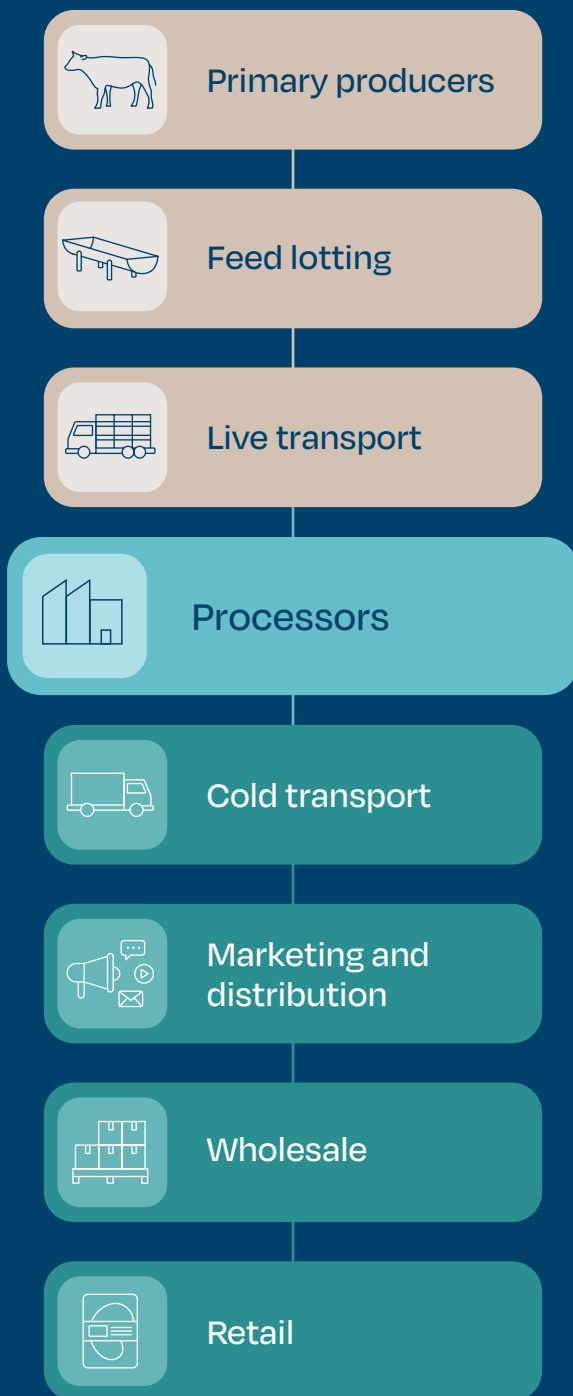 Primary producers
Feed lotting
Live transport
Processors
Cold transport
Marketing and
distribution
Wholesale
Retail